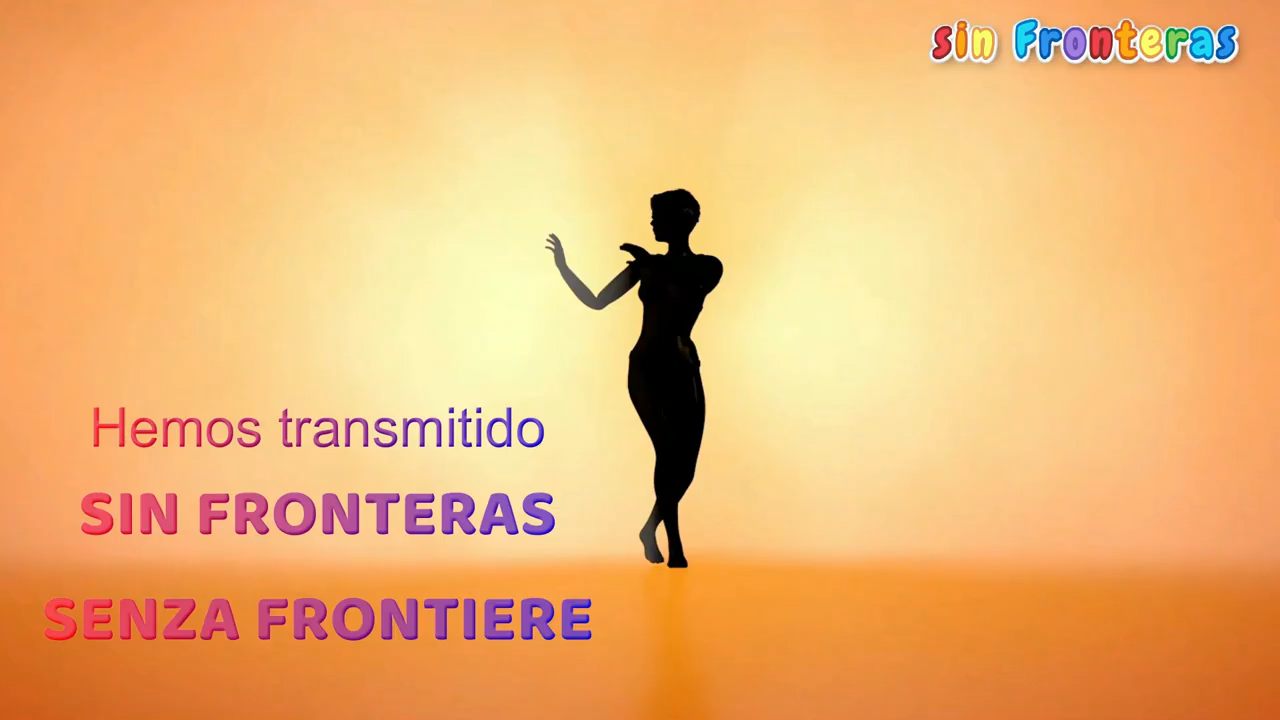 sin Fronteras
Hemos transmitido
SIN FRONTERAS
SENZA FRONTIERE